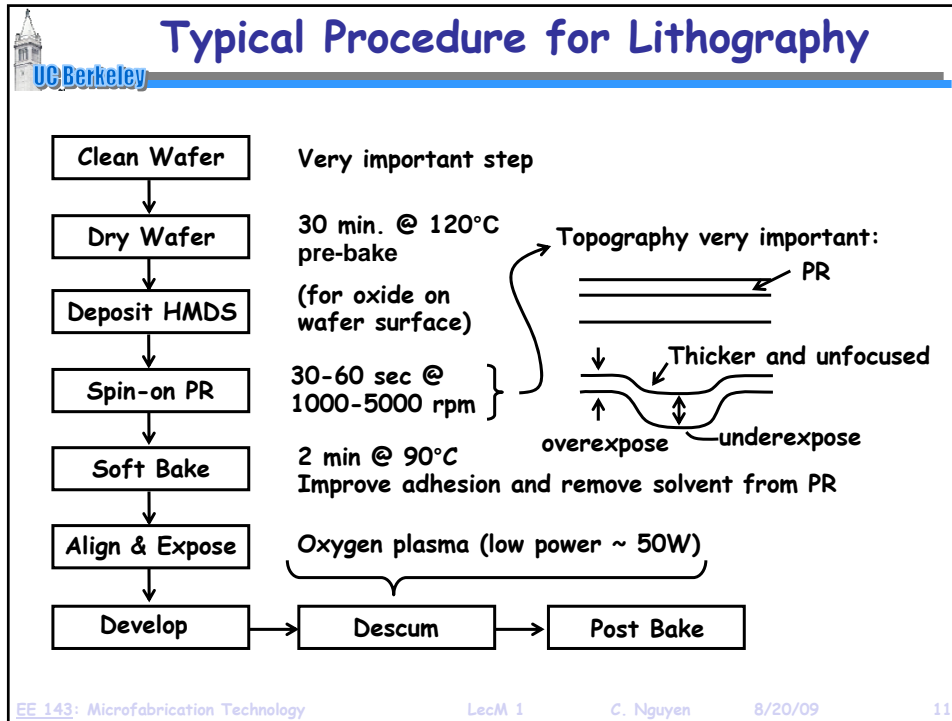 Typical Procedure for Lithography
UC Berkeley
Clean Wafer
Very important step
Dry Wafer
30 min. @ 120°C
pre-bake
Deposit HMDS
(for oxide on
wafer surface)
Spin-on PR
30-60 sec @
1000-5000 rpm
Topography very important:
PR
Thicker and unfocused
overexpose
underexpose
Soft Bake
2 min @ 90°C
Improve adhesion and remove solvent from PR
Align & Expose
Oxygen plasma (low power ~ 50W)
Develop
Descum
Post Bake
EE 143: Microfabrication Technology LecM 1 C. Nguyen 8/20/09 11